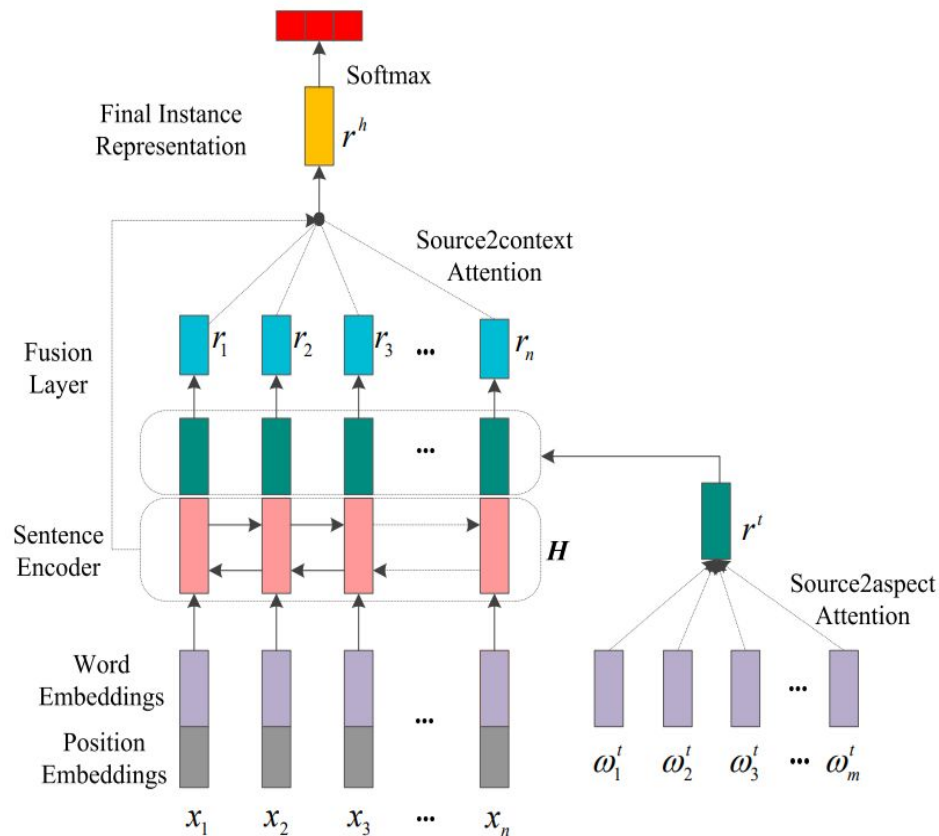 Softmax
Final Instance
Representation
r^h
Source2context
Attention
r_1 r_2 r_3 ... r_n
Fusion
Layer
...
r^t
Sentence
Encoder
H
Source2aspect
Attention
Word
Embeddings
...
...
Position
Embeddings
ω_1^t ω_2^t ω_3^t ... ω_m^t
x_1 x_2 x_3 ... x_n